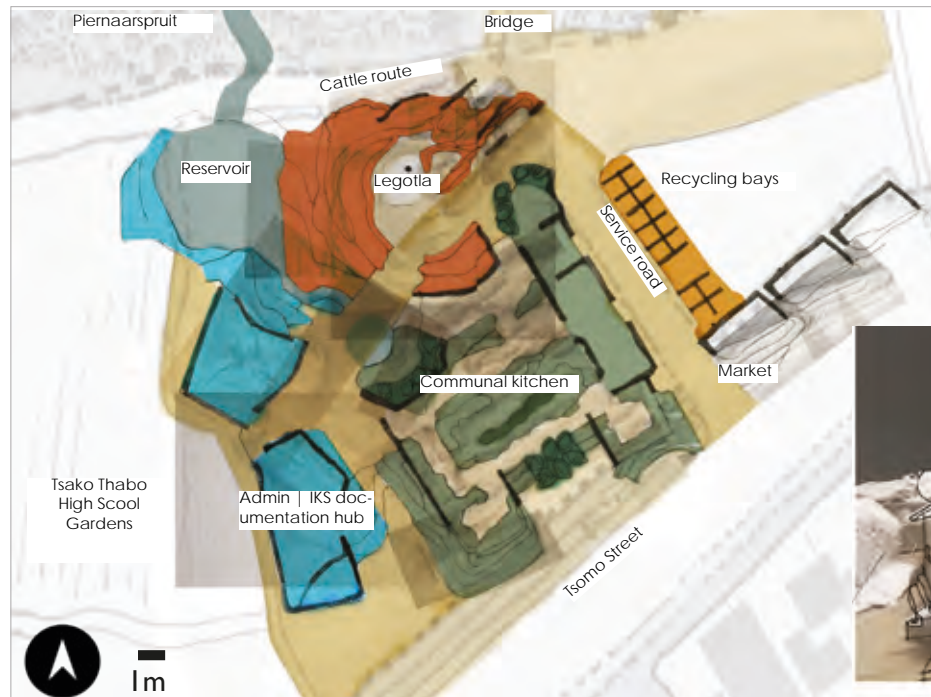 Piernaarspruit
Bridge
Cattle route
Reservoir
Legotla
Recycling bays
Service road
Market
Communal kitchen
Tsako Thabo
High Scool
Gardens
Admin | IKS doc-
umentation hub
Tsomo Street
1m